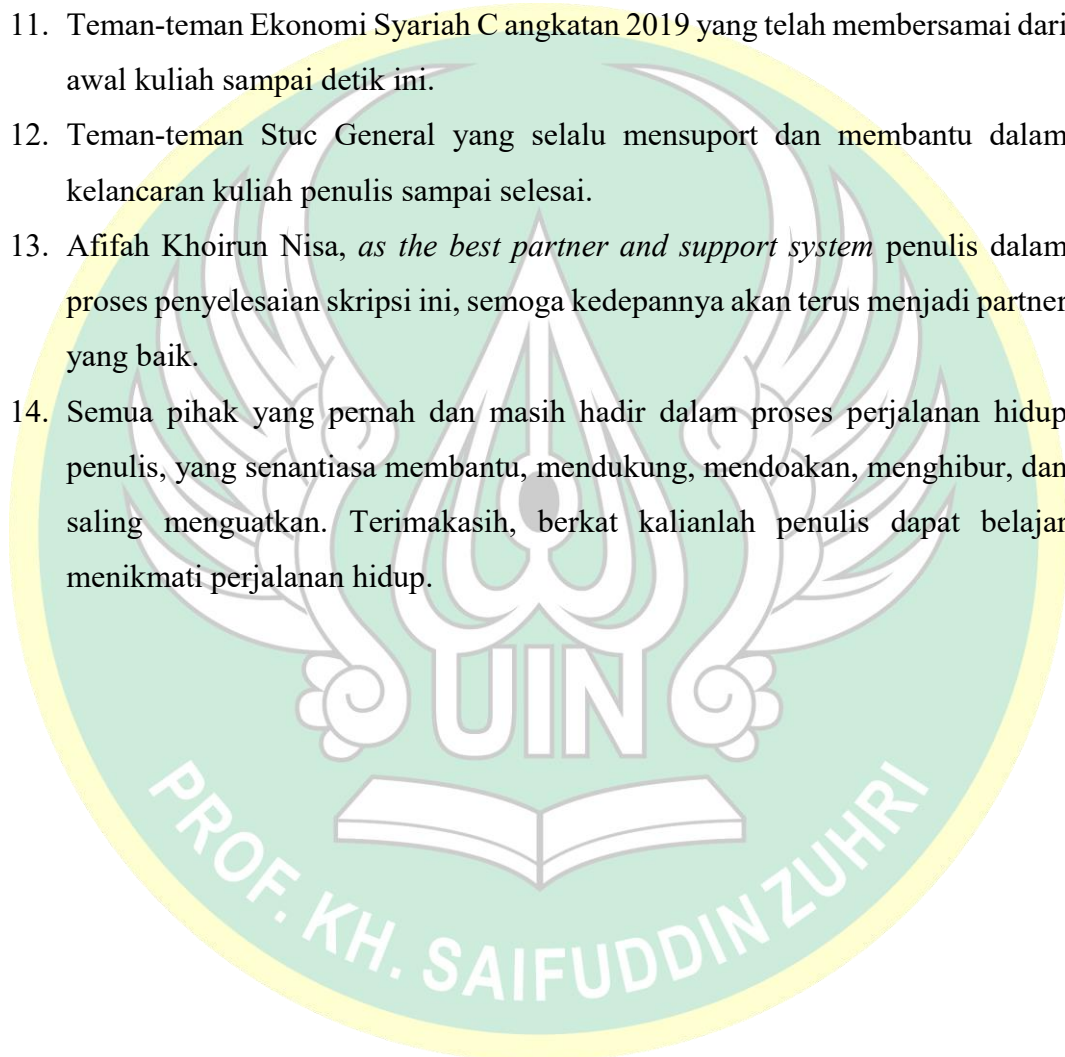 11. Teman-teman Ekonomi Syariah C angkatan 2019 yang telah membersamai dari
awal kuliah sampai detik ini.
12. Teman-teman Stuc General yang selalu mensuport dan membantu dalam
kelancaran kuliah penulis sampai selesai.
13. Afifah Khoirun Nisa, as the best partner and support system penulis dalam
proses penyelesaian skripsi ini, semoga kedepannya akan terus menjadi partner
yang baik.
14. Semua pihak yang pernah dan masih hadir dalam proses perjalanan hidup
penulis, yang senantiasa membantu, mendukung, mendoakan, menghibur, dan
saling menguatkan. Terimakasih, berkat kalianlah penulis dapat belajar
menikmati perjalanan hidup.
UIN
PROF. KH. SAIFUDDIN ZUHRI